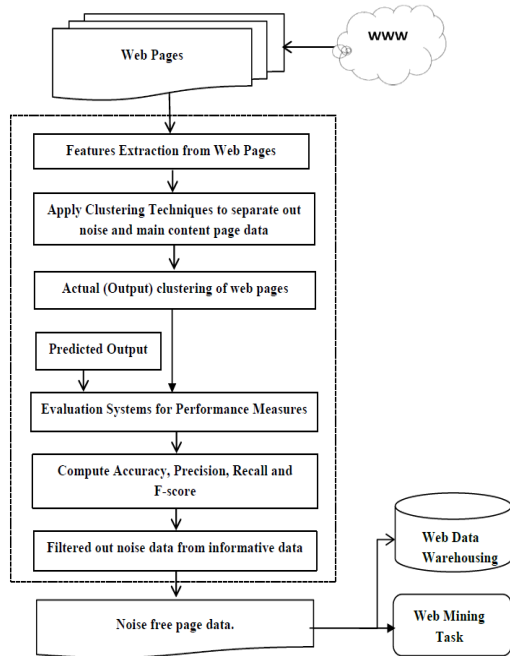 www
Web Pages
Features Extraction from Web Pages
Apply Clustering Techniques to separate out
noise and main content page data
Actual (Output) clustering of web pages
Predicted Output
Evaluation Systems for Performance Measures
Compute Accuracy, Precision, Recall and
F-score
Filtered out noise data from informative data
Web Data
Warehousing
Noise free page data.
Web Mining
Task